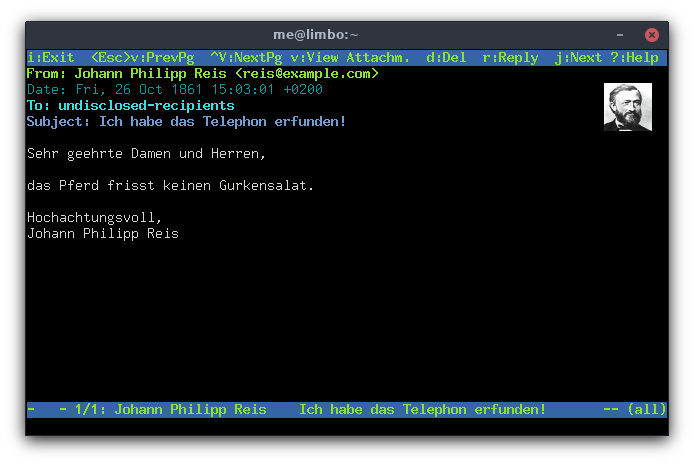 me@limbo:~
i:Exit  <Esc>v:PrevPg  ^V:NextPg v:View Attachm.  d:Del  r:Reply  j:Next ?:Help
From: Johann Philipp Reis <reis@example.com>
Date: Fri, 26 Oct 1861 15:03:01 +0200
To: undisclosed-recipients
Subject: Ich habe das Telephon erfunden!
Sehr geehrte Damen und Herren,
das Pferd frisst keinen Gurkensalat.
Hochachtungsvoll,
Johann Philipp Reis
-   - 1/1: Johann Philipp Reis    Ich habe das Telephon erfunden!       -- (all)